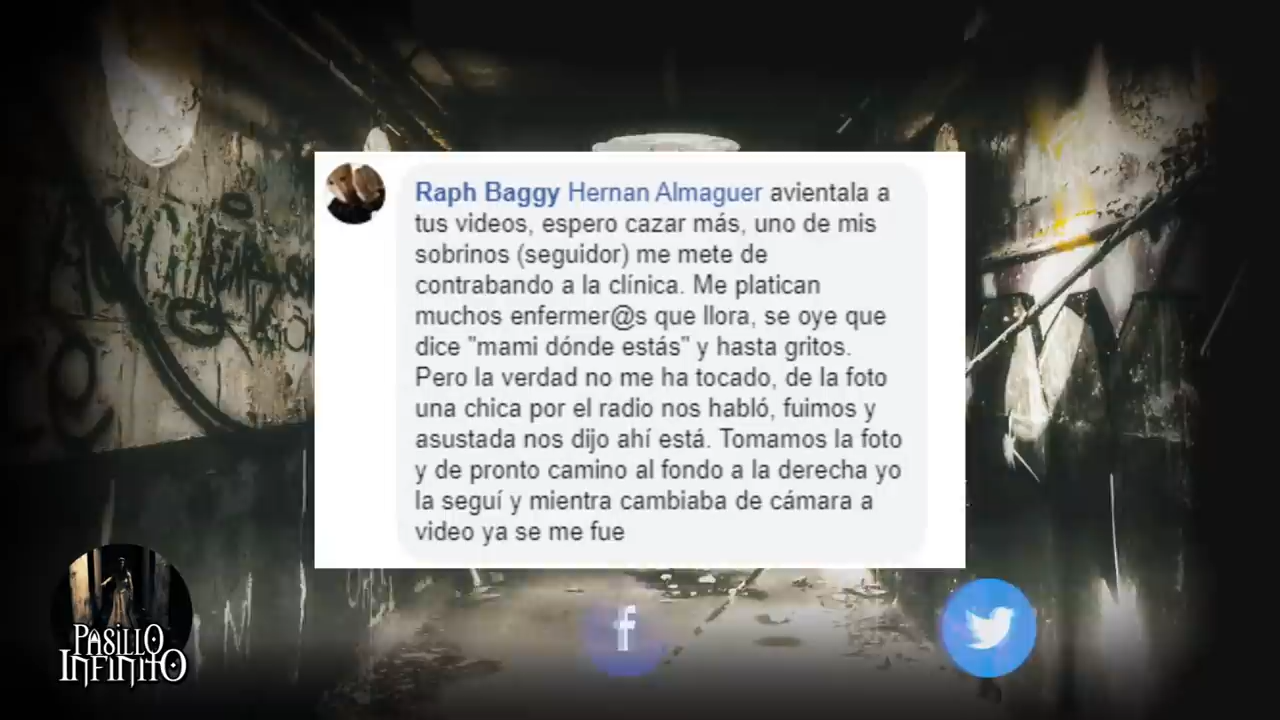 Raph Baggy Hernan Almaguer avientala a
tus videos, espero cazar más, uno de mis
sobrinos (seguidor) me mete de
contrabando a la clínica. Me platican
muchos enfermer@s que llora, se oye que
dice "mami dónde estás" y hasta gritos.
Pero la verdad no me ha tocado, de la foto
una chica por el radio nos habló, fuimos y
asustada nos dijo ahí está. Tomamos la foto
y de pronto camino al fondo a la derecha yo
la seguí y mientra cambiaba de cámara a
video ya se me fue
PASILLO
INFINITO
f